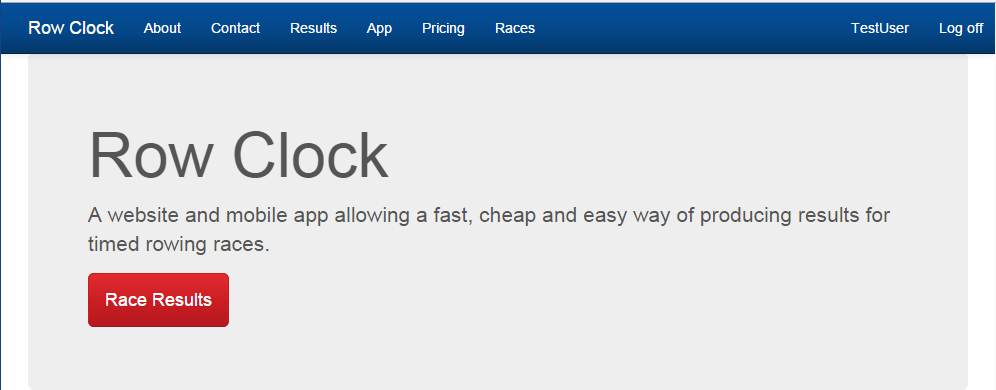 Row Clock About Contact Results App Pricing Races TestUser Log off
Row Clock
A website and mobile app allowing a fast, cheap and easy way of producing results for
timed rowing races.
Race Results